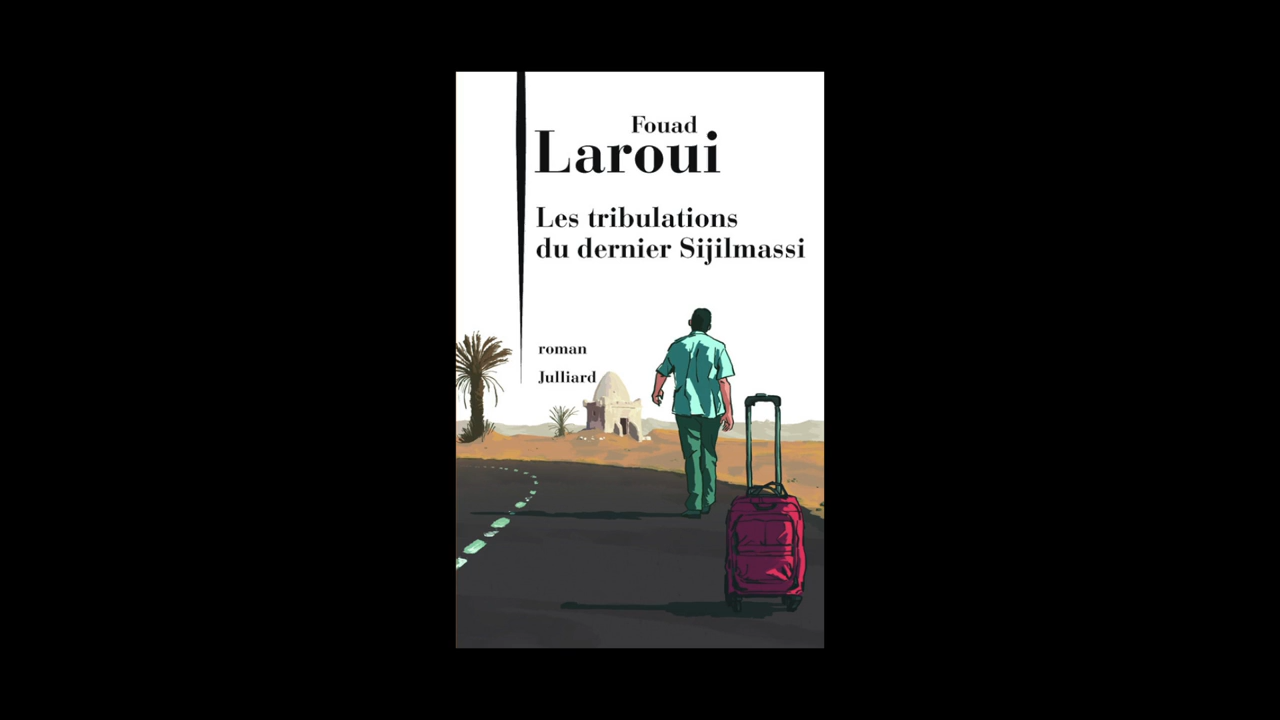 Fouad
Laroui
Les tribulations
du dernier Sijilmassi
roman
Julliard